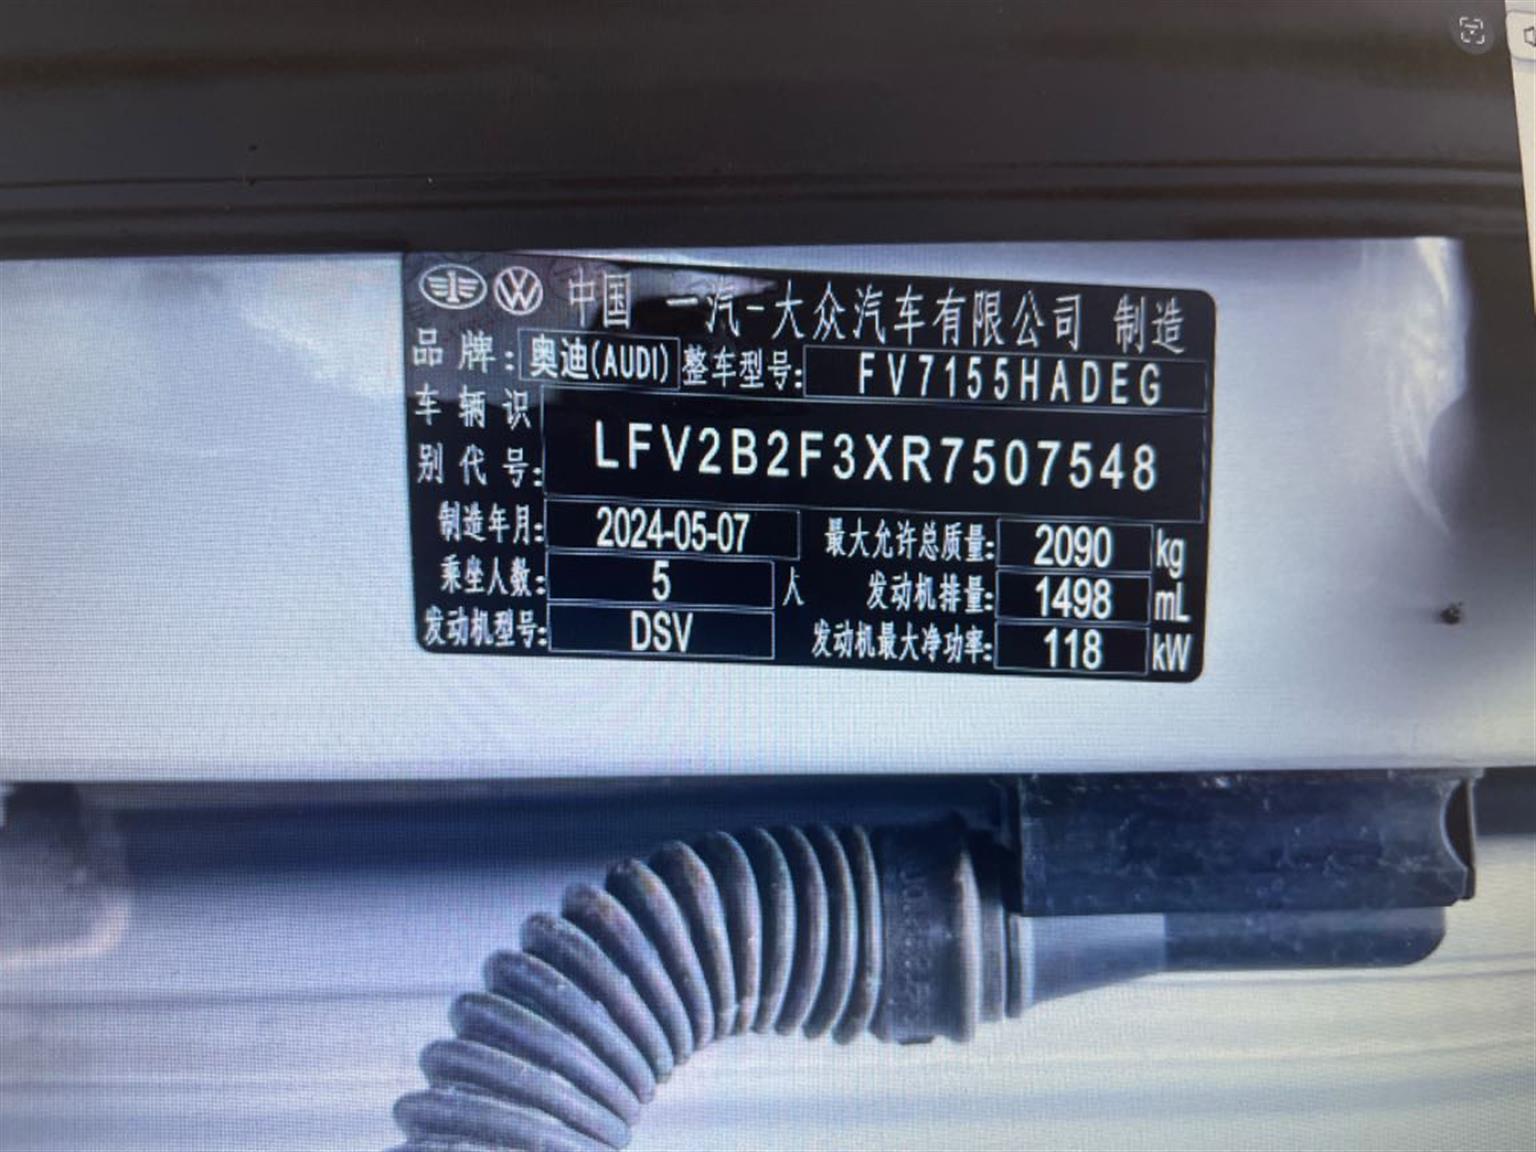 中国 一汽-大众汽车有限公司 制造
品牌: 奥迪(AUDI) 整车型号: FV7155HADEG
车辆识别代号: LFV2B2F3XR7507548
制造年月: 2024-05-07 最大允许总质量: 2090 kg
乘坐人数: 5 人 发动机排量: 1498 mL
发动机型号: DSV 发动机最大净功率: 118 kW